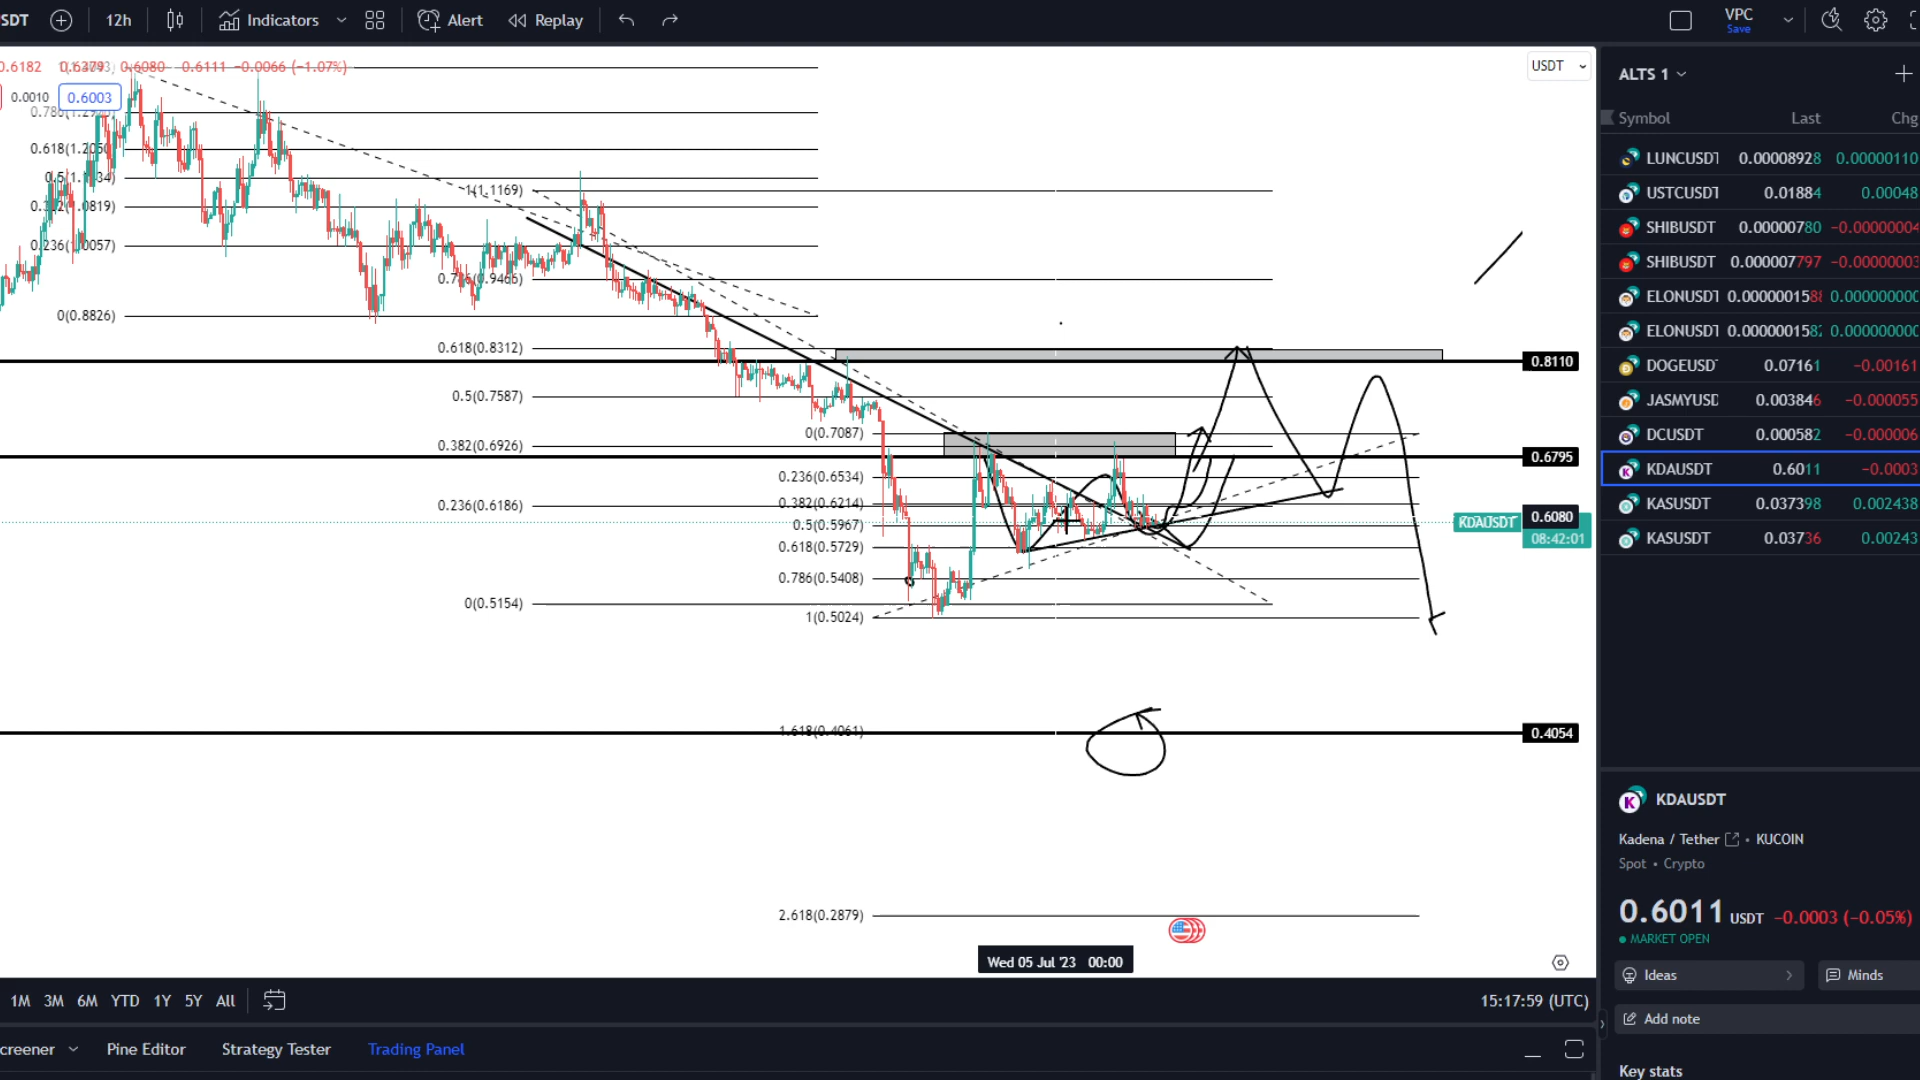 SDT 12h Indicators Alert Replay VPC
Save
0.6182 0.6080 -0.6111 -0.0066 (-1.07%)
USDT
0.0010 0.6003
0.618(1.2050)
1(1.1169)
0.236(1.0057)
0(0.8826)
0.618(0.8312)
0.8110
0.5(0.7587)
0(0.7087)
0.382(0.6926)
0.6795
0.236(0.6534)
0.236(0.6186) 0.382(0.6214)
0.5(0.5967)
KDAUSDT 0.6080
08:42:01
0.618(0.5729)
0.786(0.5408)
0(0.5154)
1(0.5024)
1.618(0.4061)
0.4054
2.618(0.2879)
Wed 05 Jul '23 00:00
1M 3M 6M YTD 1Y 5Y All
15:17:59 (UTC)
creener Pine Editor Strategy Tester Trading Panel
ALTS 1
Symbol Last Chg
LUNCUSDT 0.00008928 0.00000110
USTCUSDT 0.01884 0.00048
SHIBUSDT 0.00000780 -0.00000004
SHIBUSDT 0.000007797 -0.00000003
ELONUSDT 0.000000000
ELONUSDT 0.000000000
DOGEUSD 0.07161 -0.00161
JASMYUSD 0.003846 -0.000055
DCUSDT 0.000582 -0.000006
KDAUSDT 0.6011 -0.0003
KASUSDT 0.037398 0.002438
KASUSDT 0.03736 0.00243
K KDAUSDT
Kadena / Tether • KUCOIN
Spot • Crypto
0.6011 USDT -0.0003 (-0.05%)
MARKET OPEN
Ideas Minds
Add note
Key stats